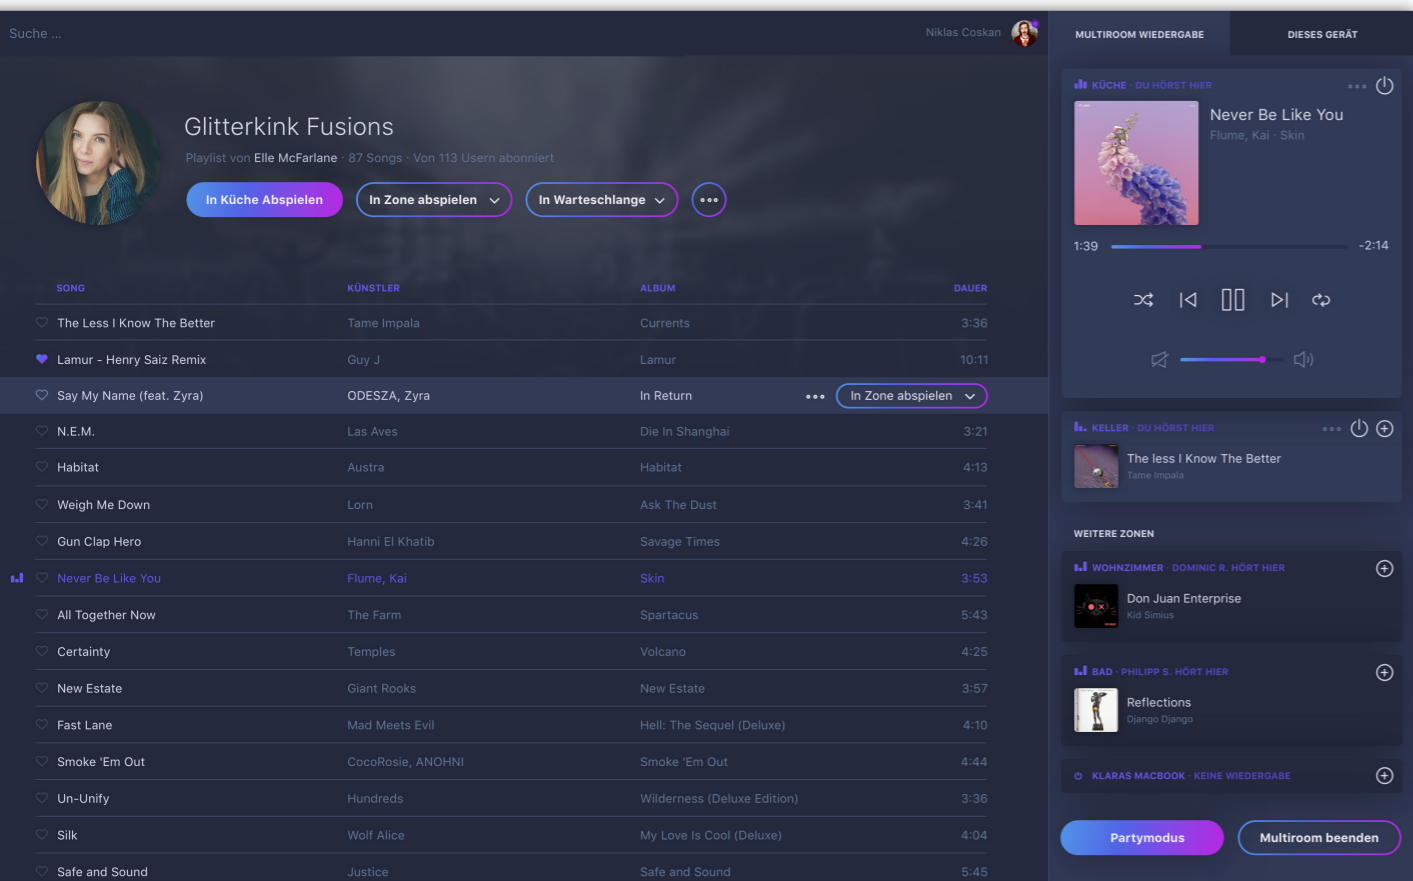 Suche ...
Niklas Coskan
Glitterkink Fusions
Playlist von Elle McFarlane · 87 Songs · Von 113 Usern abonniert
In Küche Abspielen
In Zone abspielen
In Warteschlange
SONG KÜNSTLER ALBUM DAUER
The Less I Know The Better Tame Impala Currents 3:36
Lamur - Henry Saiz Remix Guy J Lamur 10:11
Say My Name (feat. Zyra) ODESZA, Zyra In Return In Zone abspielen
N.E.M. Las Aves Die In Shanghai 3:21
Habitat Austra Habitat 4:13
Weigh Me Down Lorn Ask The Dust 3:41
Gun Clap Hero Hanni El Khatib Savage Times 4:26
Never Be Like You Flume, Kai Skin 3:53
All Together Now The Farm Spartacus 5:43
Certainty Temples Volcano 4:25
New Estate Giant Rooks New Estate 3:57
Fast Lane Mad Meets Evil Hell: The Sequel (Deluxe) 4:10
Smoke 'Em Out CocoRosie, ANOHNI Smoke 'Em Out 4:44
Un-Unify Hundreds Wilderness (Deluxe Edition) 3:36
Silk Wolf Alice My Love Is Cool (Deluxe) 4:04
Safe and Sound Justice Safe and Sound 5:45
MULTIROOM WIEDERGABE
DIESES GERÄT
KÜCHE · DU HÖRST HIER
Never Be Like You
Flume, Kai · Skin
1:39
-2:14
KELLER · DU HÖRST HIER
The less I Know The Better
Tame Impala
WEITERE ZONEN
WOHNZIMMER · DOMINIC R. HÖRT HIER
Don Juan Enterprise
Kid Simius
BAD · PHILIPP S. HÖRT HIER
Reflections
Django Django
KLARAS MACBOOK · KEINE WIEDERGABE
Partymodus
Multiroom beenden